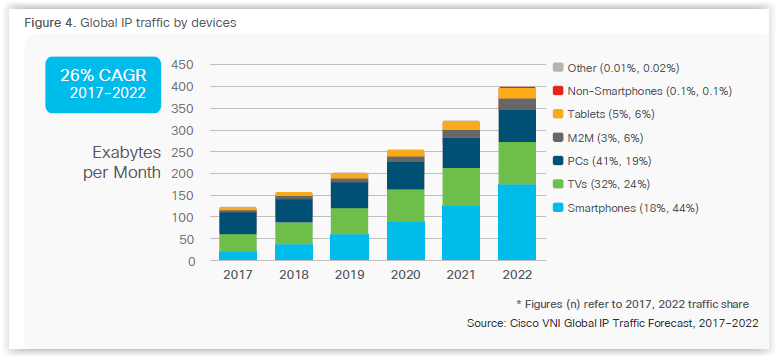 Figure 4. Global IP traffic by devices
26% CAGR
2017–2022
Exabytes
per Month
450
400
350
300
250
200
150
100
50
0
2017
2018
2019
2020
2021
2022
Other (0.01%, 0.02%)
Non-Smartphones (0.1%, 0.1%)
Tablets (5%, 6%)
M2M (3%, 6%)
PCs (41%, 19%)
TVs (32%, 24%)
Smartphones (18%, 44%)
* Figures (n) refer to 2017, 2022 traffic share
Source: Cisco VNI Global IP Traffic Forecast, 2017–2022